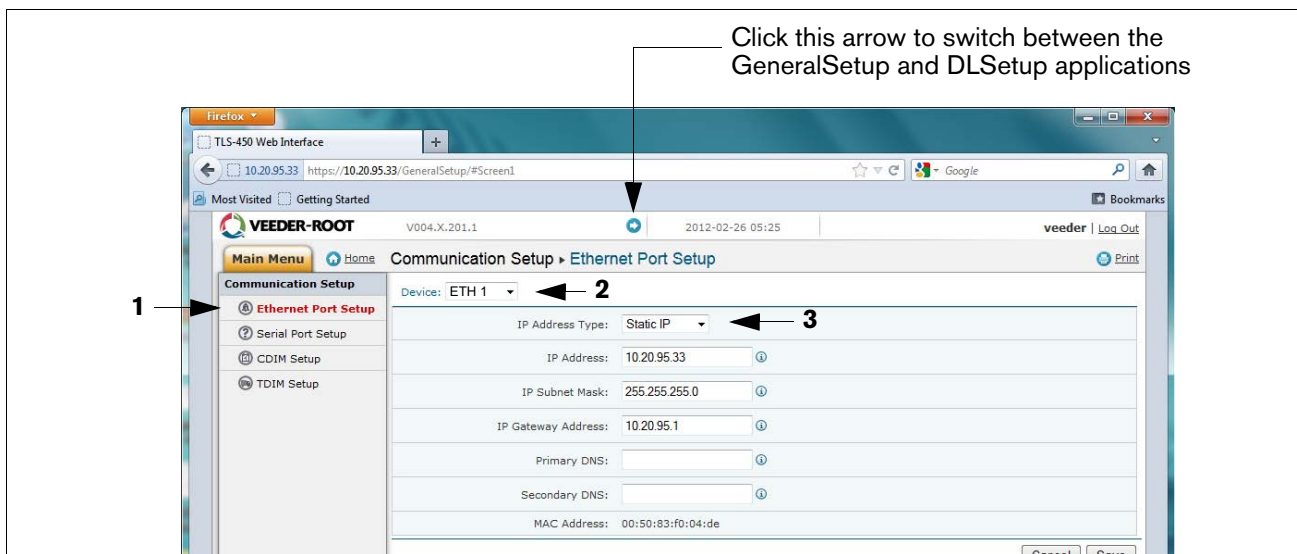 Click this arrow to switch between the
GeneralSetup and DLSetup applications
Firefox
TLS-450 Web Interface
+
10.20.95.33 https://10.20.95.33/GeneralSetup/#Screen1
Google
Most Visited Getting Started
Bookmarks
VEEDER-ROOT
V004.X.201.1
2012-02-26 05:25
veeder | Log Out
Main Menu
Home
Communication Setup ▸ Ethernet Port Setup
Print
Communication Setup
Device: ETH 1
2
1
Ethernet Port Setup
IP Address Type: Static IP
3
Serial Port Setup
CDIM Setup
IP Address: 10.20.95.33
TDIM Setup
IP Subnet Mask: 255.255.255.0
IP Gateway Address: 10.20.95.1
Primary DNS:
Secondary DNS:
MAC Address: 00:50:83:f0:04:de
Cancel
Save